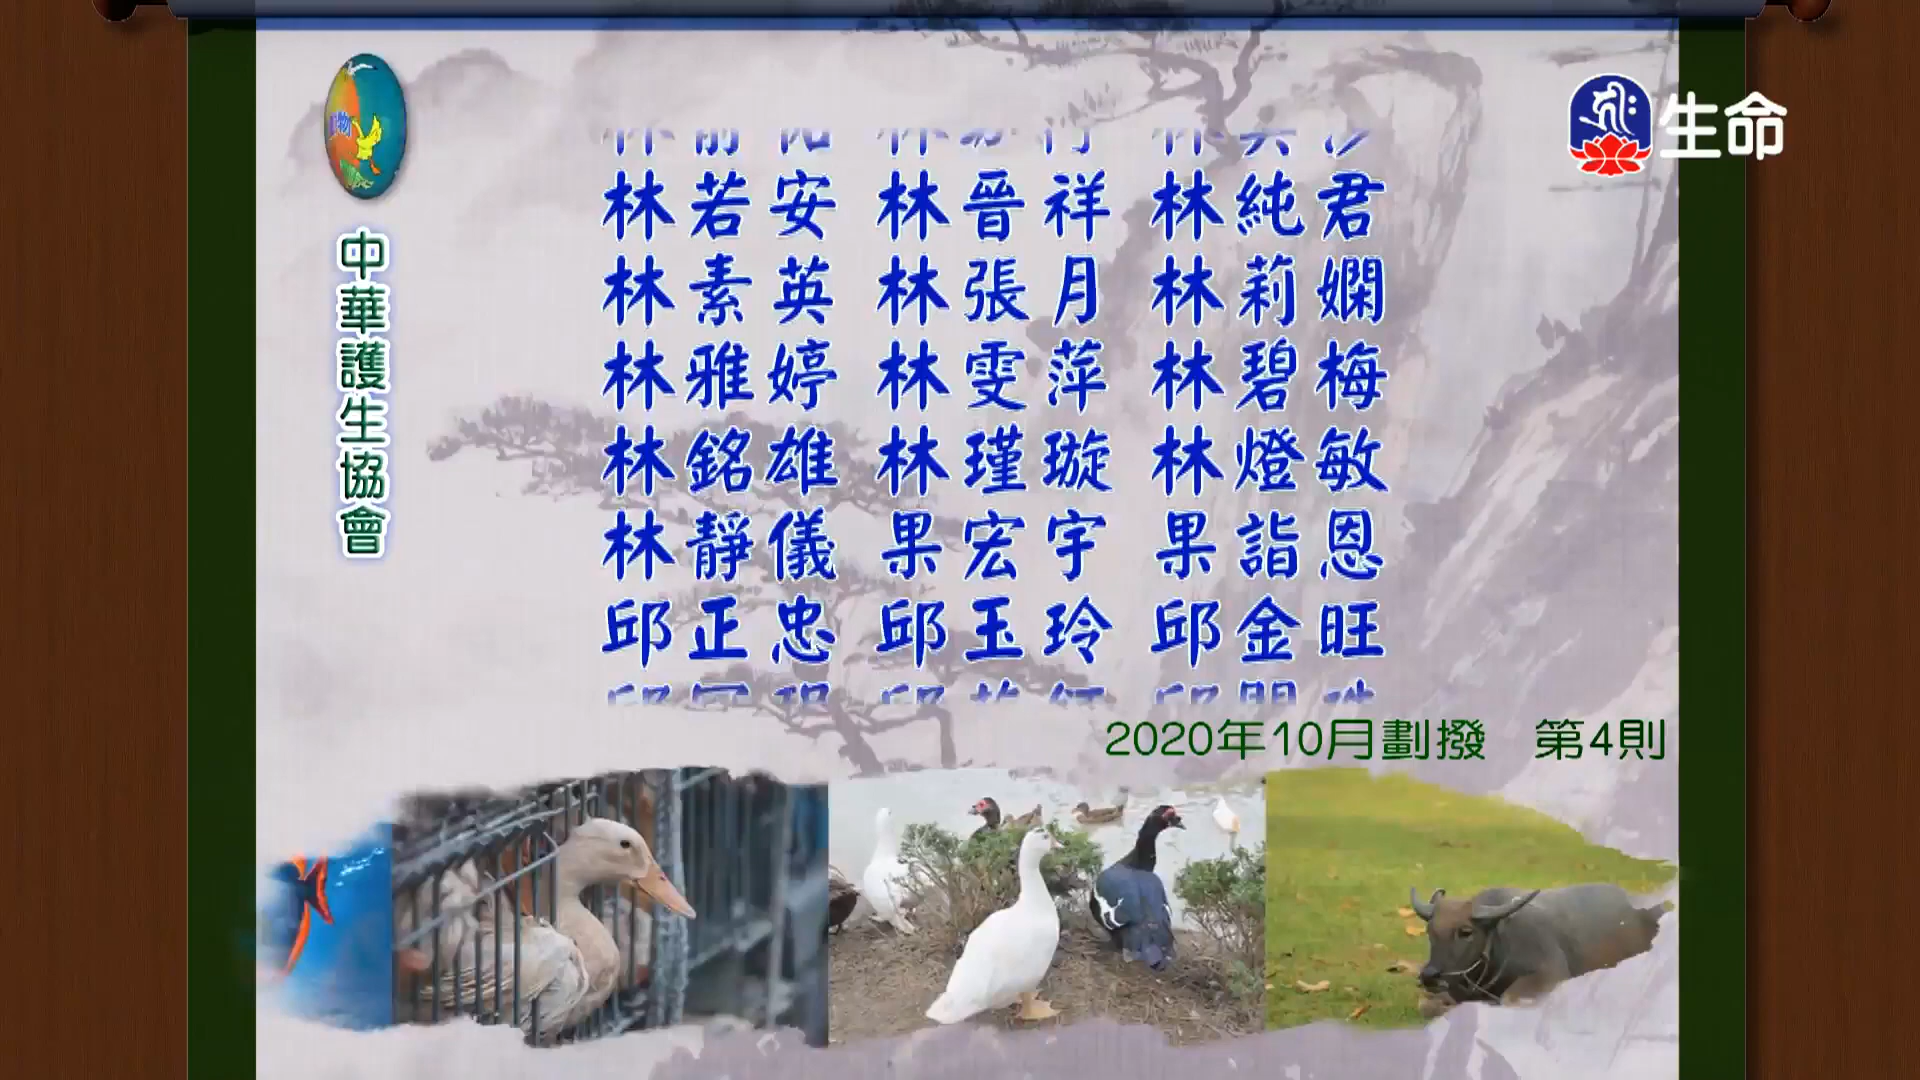 生命
中華護生協會
林若安 林晉祥 林純君
林素英 林張月 林莉嫻
林雅婷 林雯萍 林碧梅
林銘雄 林瑾璇 林燈敏
林靜儀 果宏宇 果詣恩
邱正忠 邱玉玲 邱金旺
2020年10月劃撥 第4則